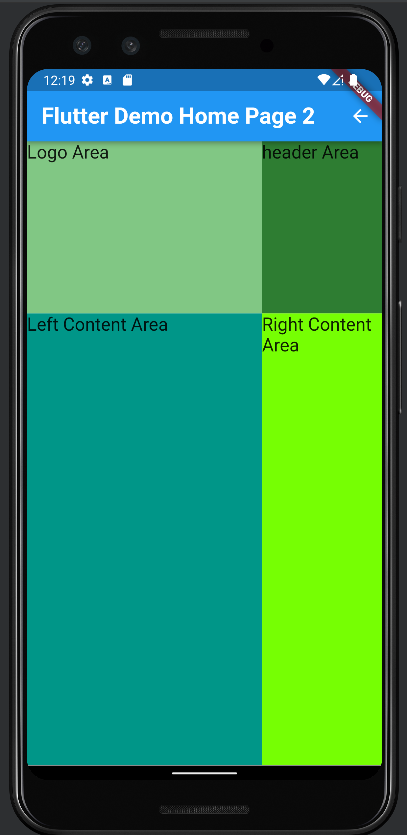 12:19
DEBUG
Flutter Demo Home Page 2
Logo Area
header Area
Left Content Area
Right Content
Area